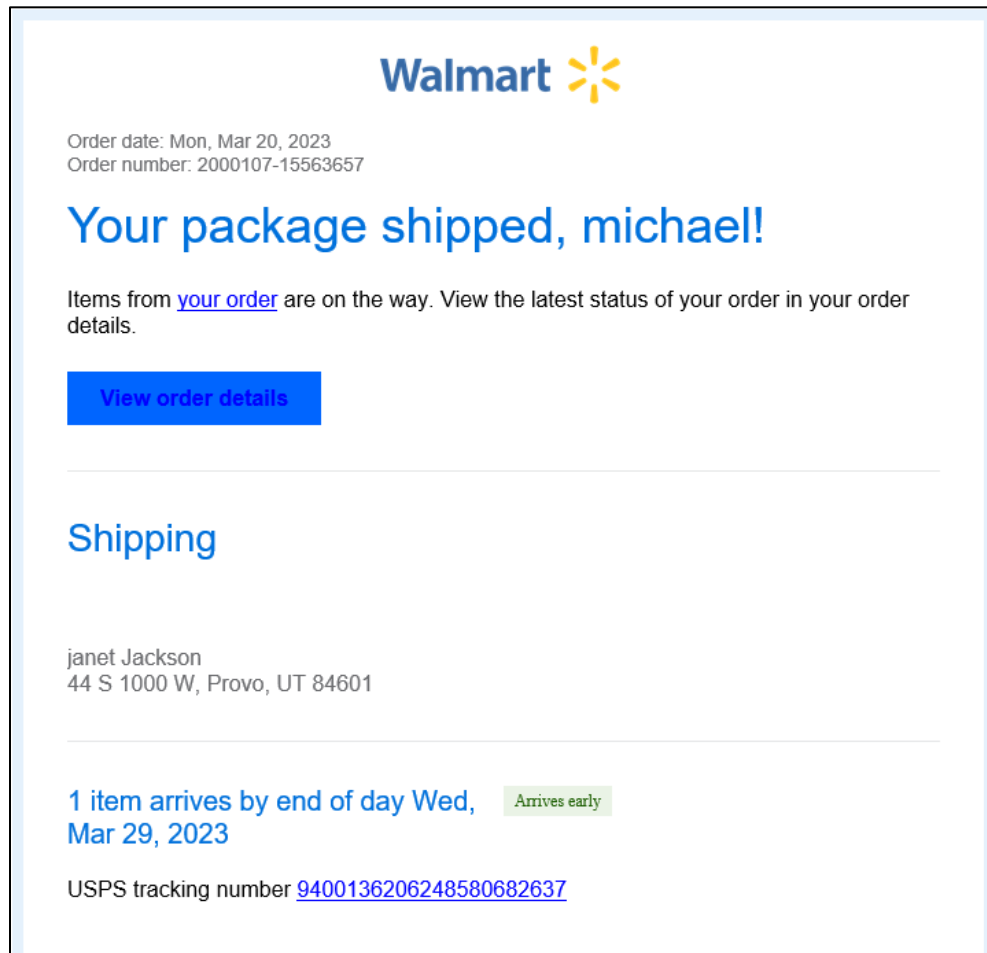 Walmart
Order date: Mon, Mar 20, 2023
Order number: 2000107-15563657
Your package shipped, michael!
Items from your order are on the way. View the latest status of your order in your order
details.
View order details
Shipping
janet Jackson
44 S 1000 W, Provo, UT 84601
1 item arrives by end of day Wed,
Mar 29, 2023
Arrives early
USPS tracking number 9400136206248580682637